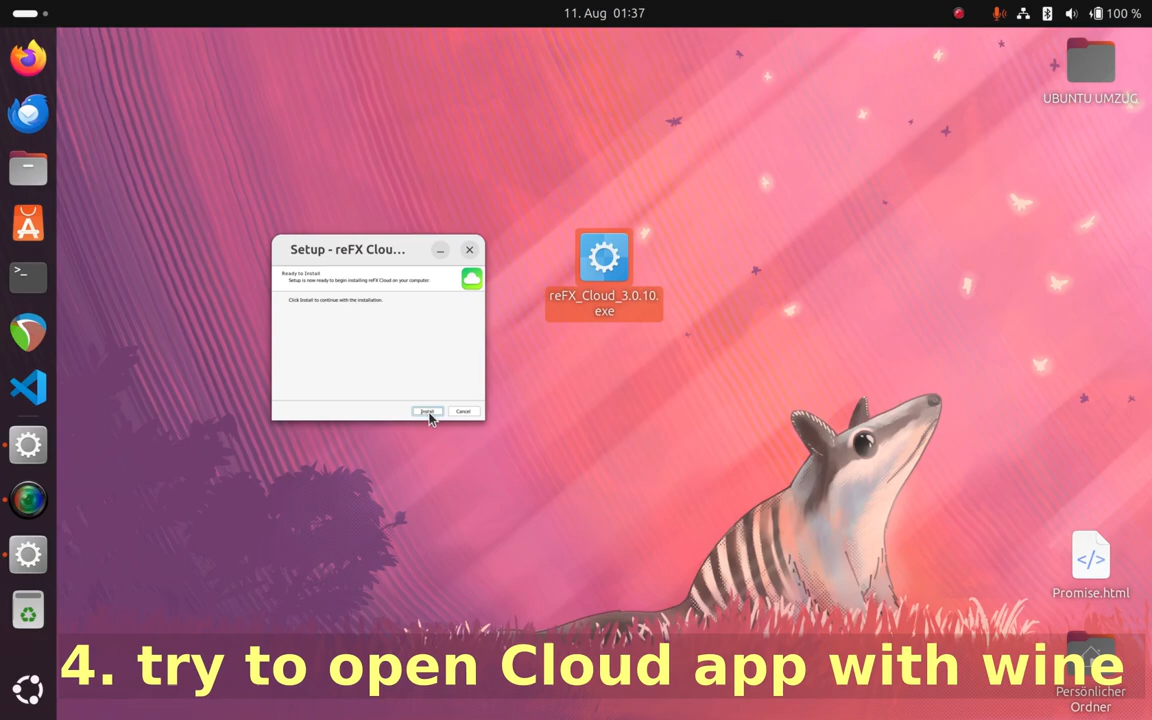 11. Aug 01:37
100 %
UBUNTU UMZUG
Setup - reFX Clou...
Ready to Install
Setup is now ready to begin installing reFX Cloud on your computer.
Click Install to continue with the installation.
Install
Cancel
reFX_Cloud_3.0.10.
exe
Promise.html
4. try to open Cloud app with wine
Persönlicher
Ordner